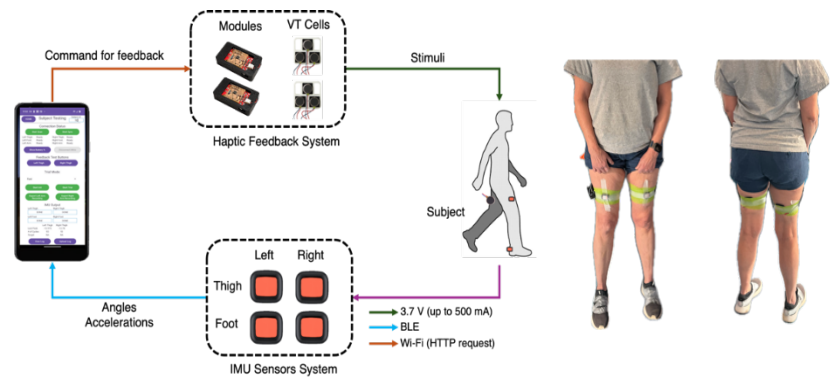 Modules
VT Cells
Command for feedback
Stimuli
Haptic Feedback System
Subject
Left
Right
Thigh
Foot
Angles
Accelerations
3.7 V (up to 500 mA)
BLE
Wi-Fi (HTTP request)
IMU Sensors System